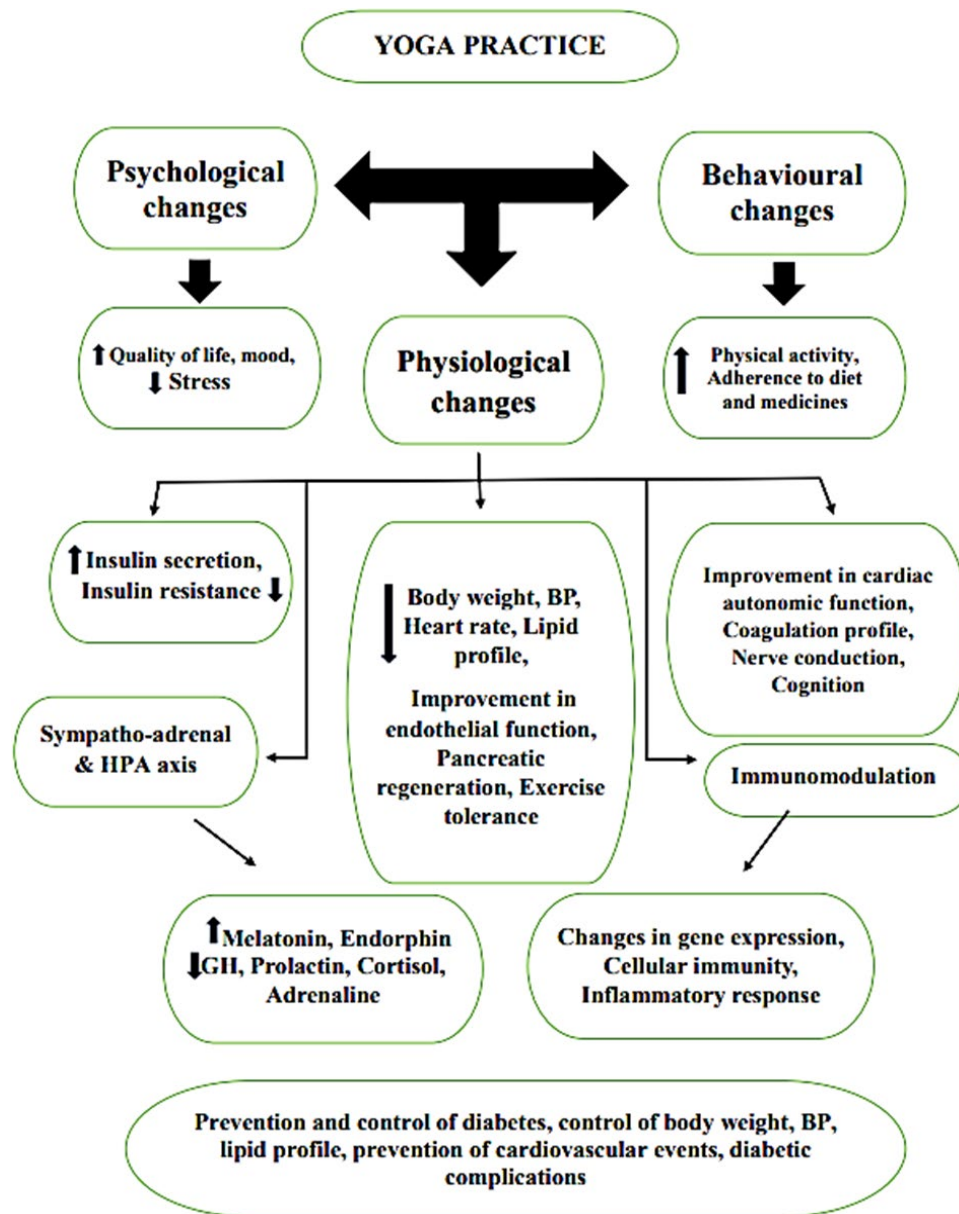 YOGA PRACTICE
Psychological
changes
Behavioural
changes
↑ Quality of life, mood,
↓ Stress
Physiological
changes
↑ Physical activity,
Adherence to diet
and medicines
↑ Insulin secretion,
Insulin resistance ↓
↓ Body weight, BP,
Heart rate, Lipid
profile,
Improvement in
endothelial function,
Pancreatic
regeneration, Exercise
tolerance
Improvement in cardiac
autonomic function,
Coagulation profile,
Nerve conduction,
Cognition
Sympatho-adrenal
& HPA axis
Immunomodulation
↑ Melatonin, Endorphin
↓ GH, Prolactin, Cortisol,
Adrenaline
Changes in gene expression,
Cellular immunity,
Inflammatory response
Prevention and control of diabetes, control of body weight, BP,
lipid profile, prevention of cardiovascular events, diabetic
complications